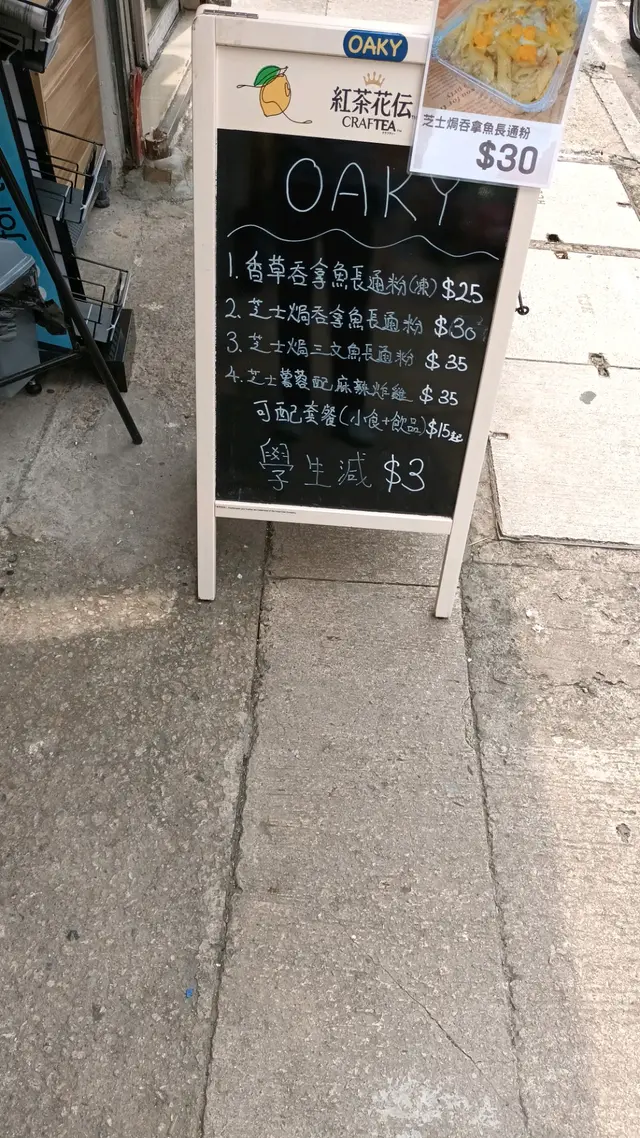 OAKY
紅茶花伝
CRAFTEA
芝士焗吞拿魚長通粉
$30
OAKY
1. 香草吞拿魚長通粉(凍) $25
2. 芝士焗吞拿魚長通粉 $30
3. 芝士焗三文魚長通粉 $35
4. 芝士薯蓉配麻辣炸雞 $35
可配套餐(小食+飲品)$15起
學生減 $3